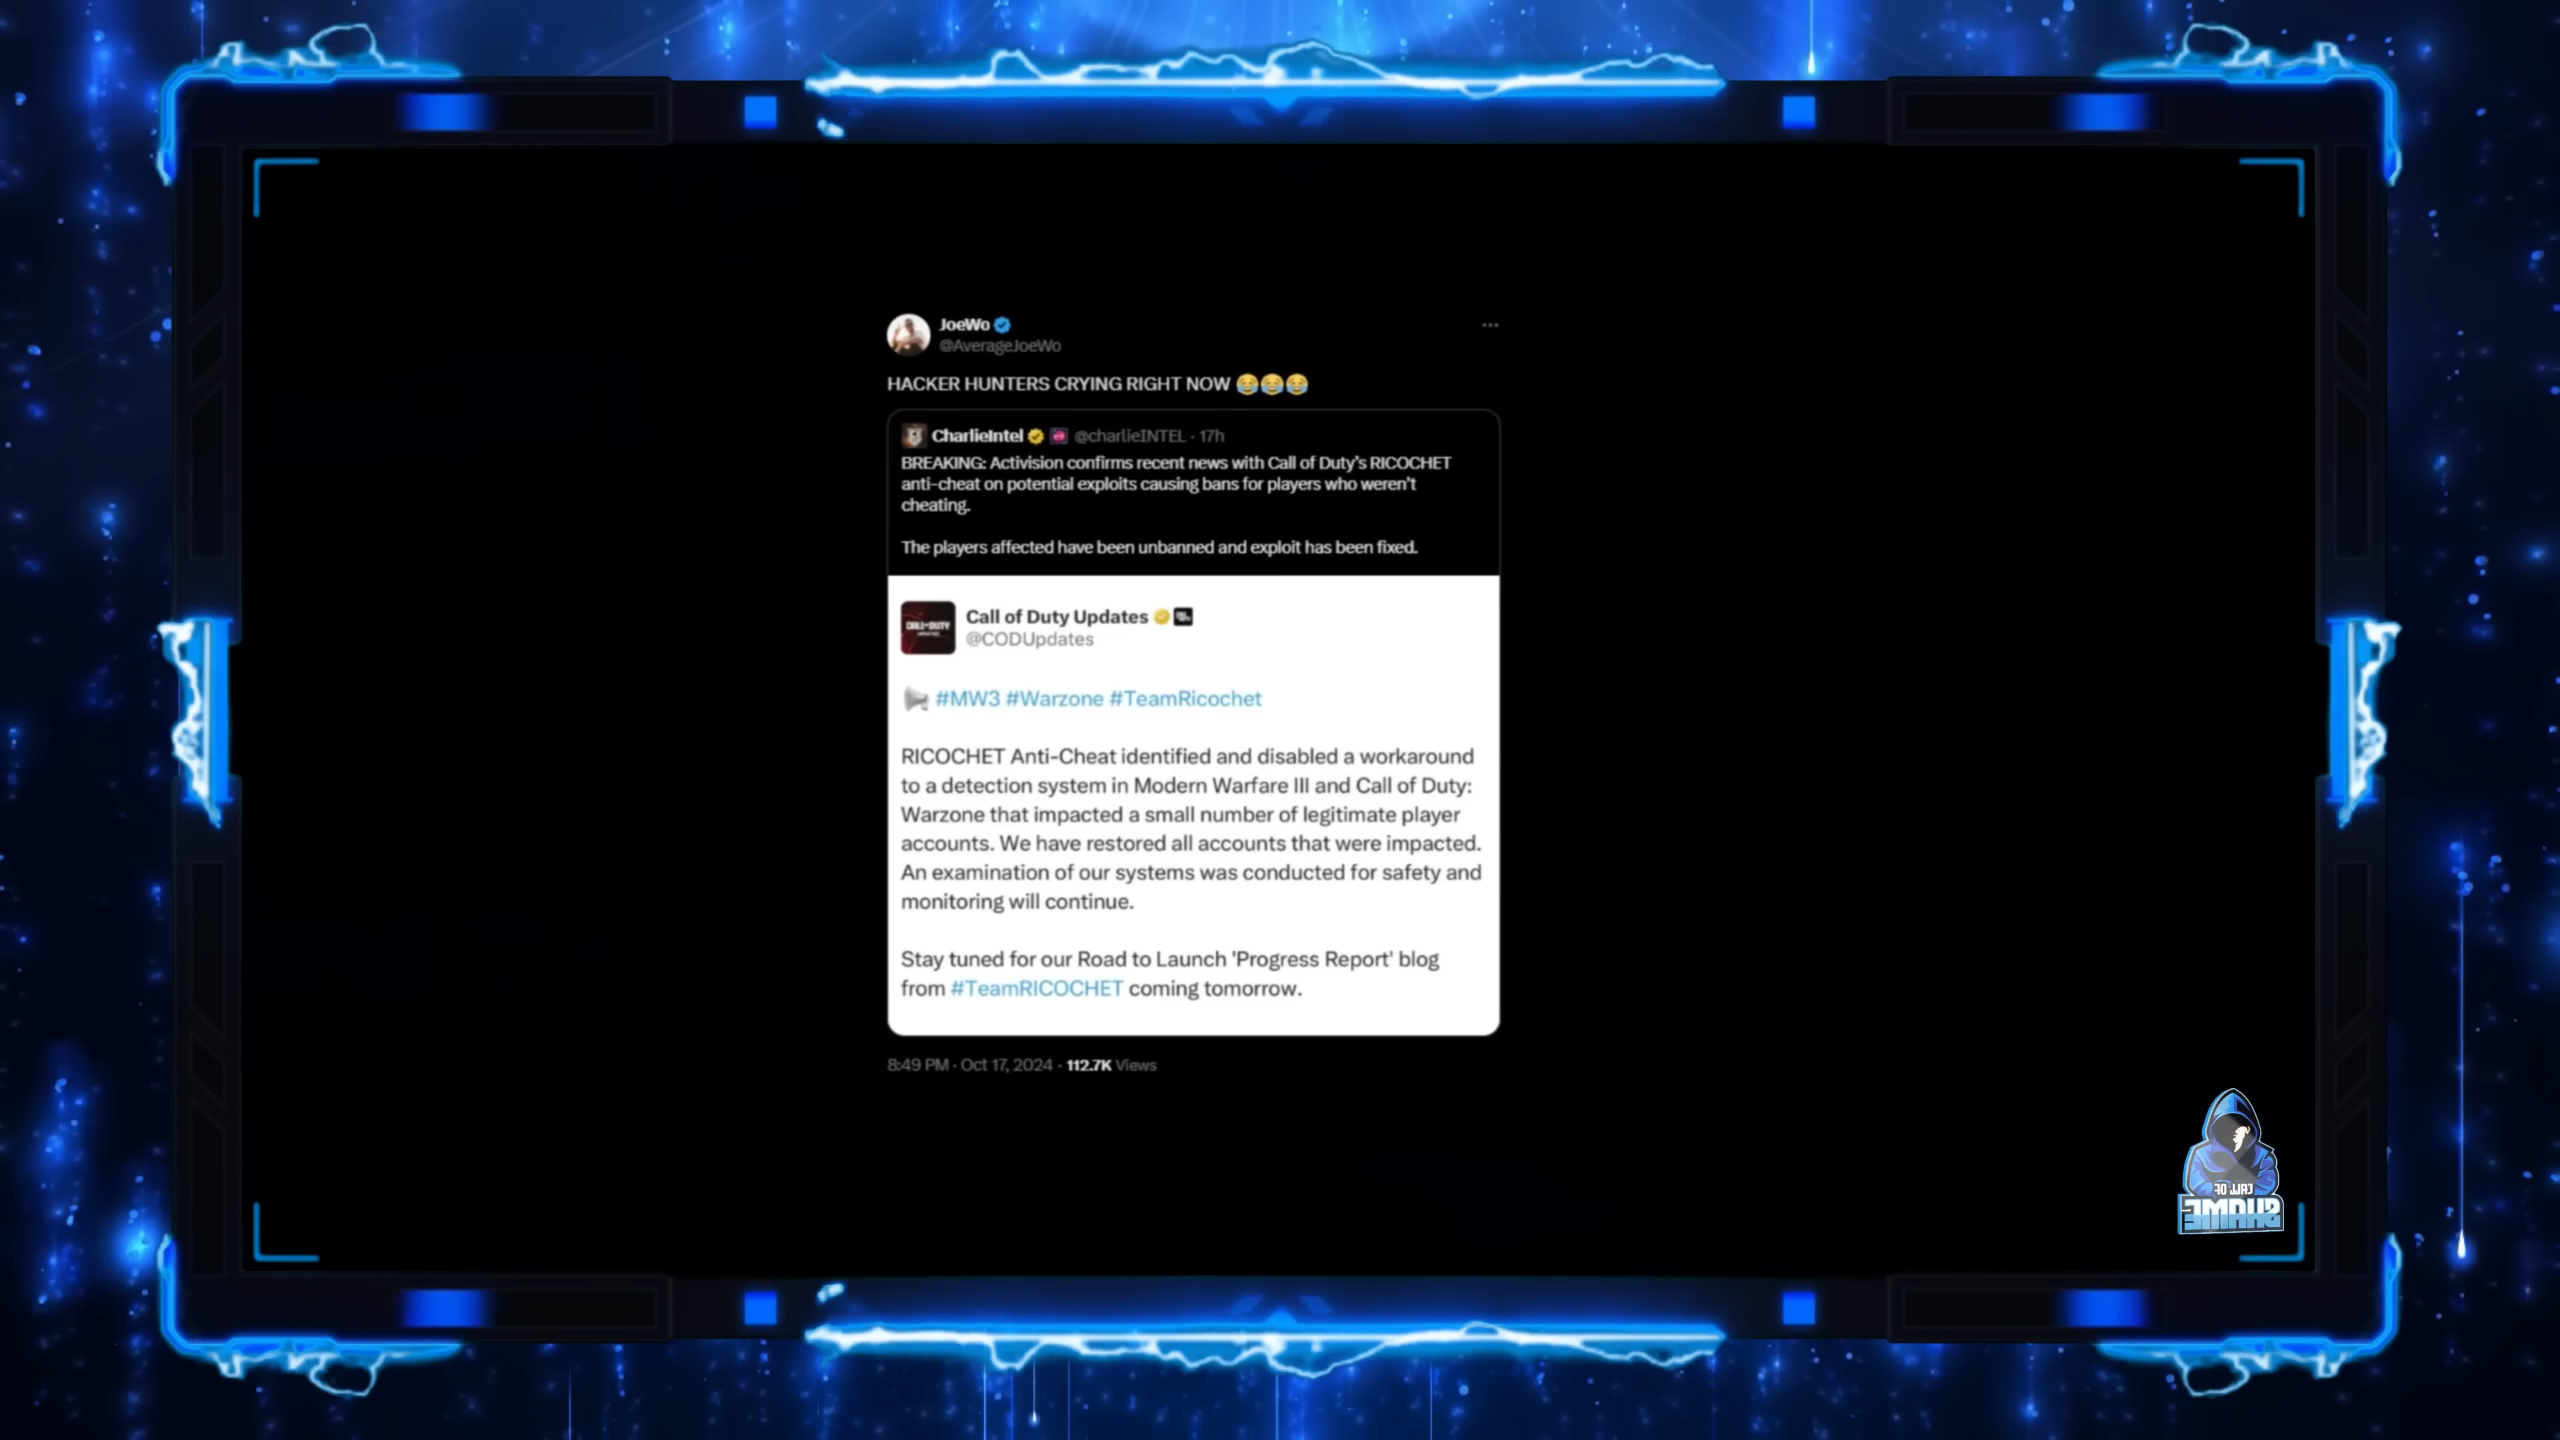 JoeWo
@AverageJoeWo
HACKER HUNTERS CRYING RIGHT NOW 😂😂😂
CharlieIntel @charlieINTEL · 17h
BREAKING: Activision confirms recent news with Call of Duty's RICOCHET
anti-cheat on potential exploits causing bans for players who weren't
cheating.
The players affected have been unbanned and exploit has been fixed.
CALL OF DUTY
Call of Duty Updates
@CODUpdates
#MW3 #Warzone #TeamRicochet
RICOCHET Anti-Cheat identified and disabled a workaround
to a detection system in Modern Warfare III and Call of Duty:
Warzone that impacted a small number of legitimate player
accounts. We have restored all accounts that were impacted.
An examination of our systems was conducted for safety and
monitoring will continue.
Stay tuned for our Road to Launch 'Progress Report' blog
from #TeamRICOCHET coming tomorrow.
8:49 PM · Oct 17, 2024 · 112.7K Views
CALL OF
SHAME